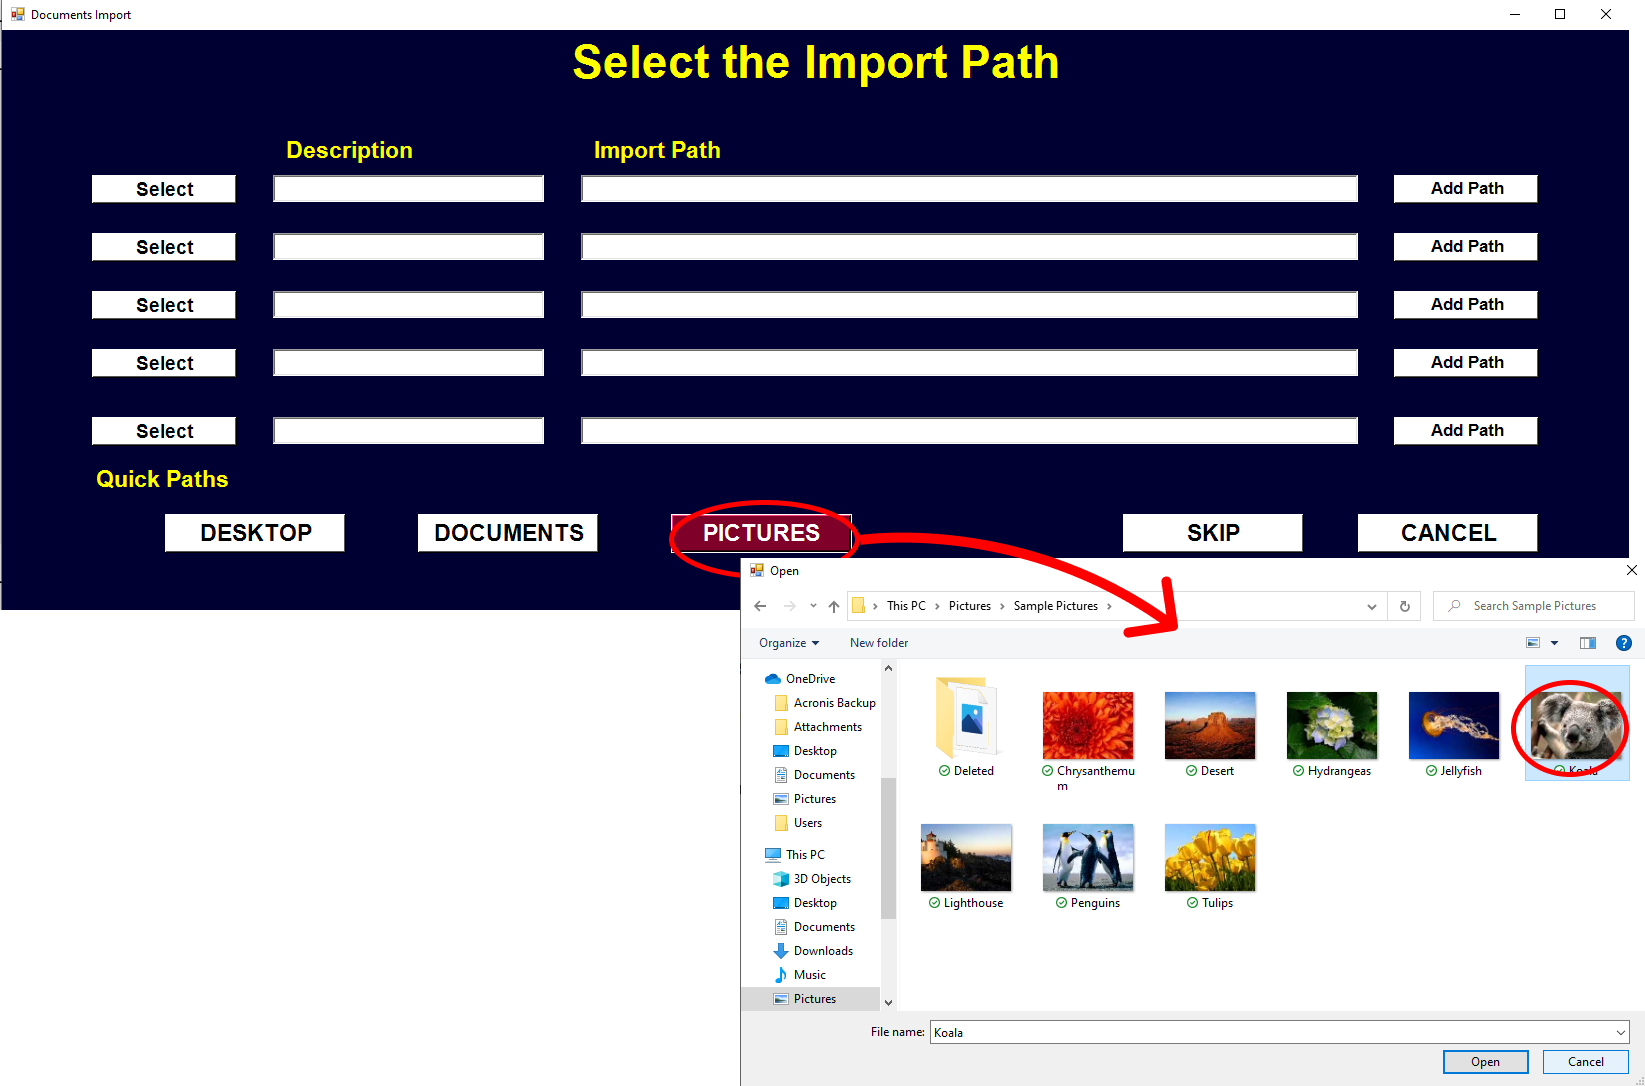 Documents Import
Select the Import Path
Description Import Path
Select Add Path
Select Add Path
Select Add Path
Select Add Path
Select Add Path
Quick Paths
DESKTOP DOCUMENTS PICTURES SKIP CANCEL
Open
This PC > Pictures > Sample Pictures > Search Sample Pictures
Organize New folder
OneDrive
Acronis Backup
Attachments
Desktop
Documents
Pictures
Users
This PC
3D Objects
Desktop
Documents
Downloads
Music
Pictures
Deleted Chrysanthemu Desert Hydrangeas Jellyfish Koala
m
Lighthouse Penguins Tulips
File name: Koala
Open Cancel